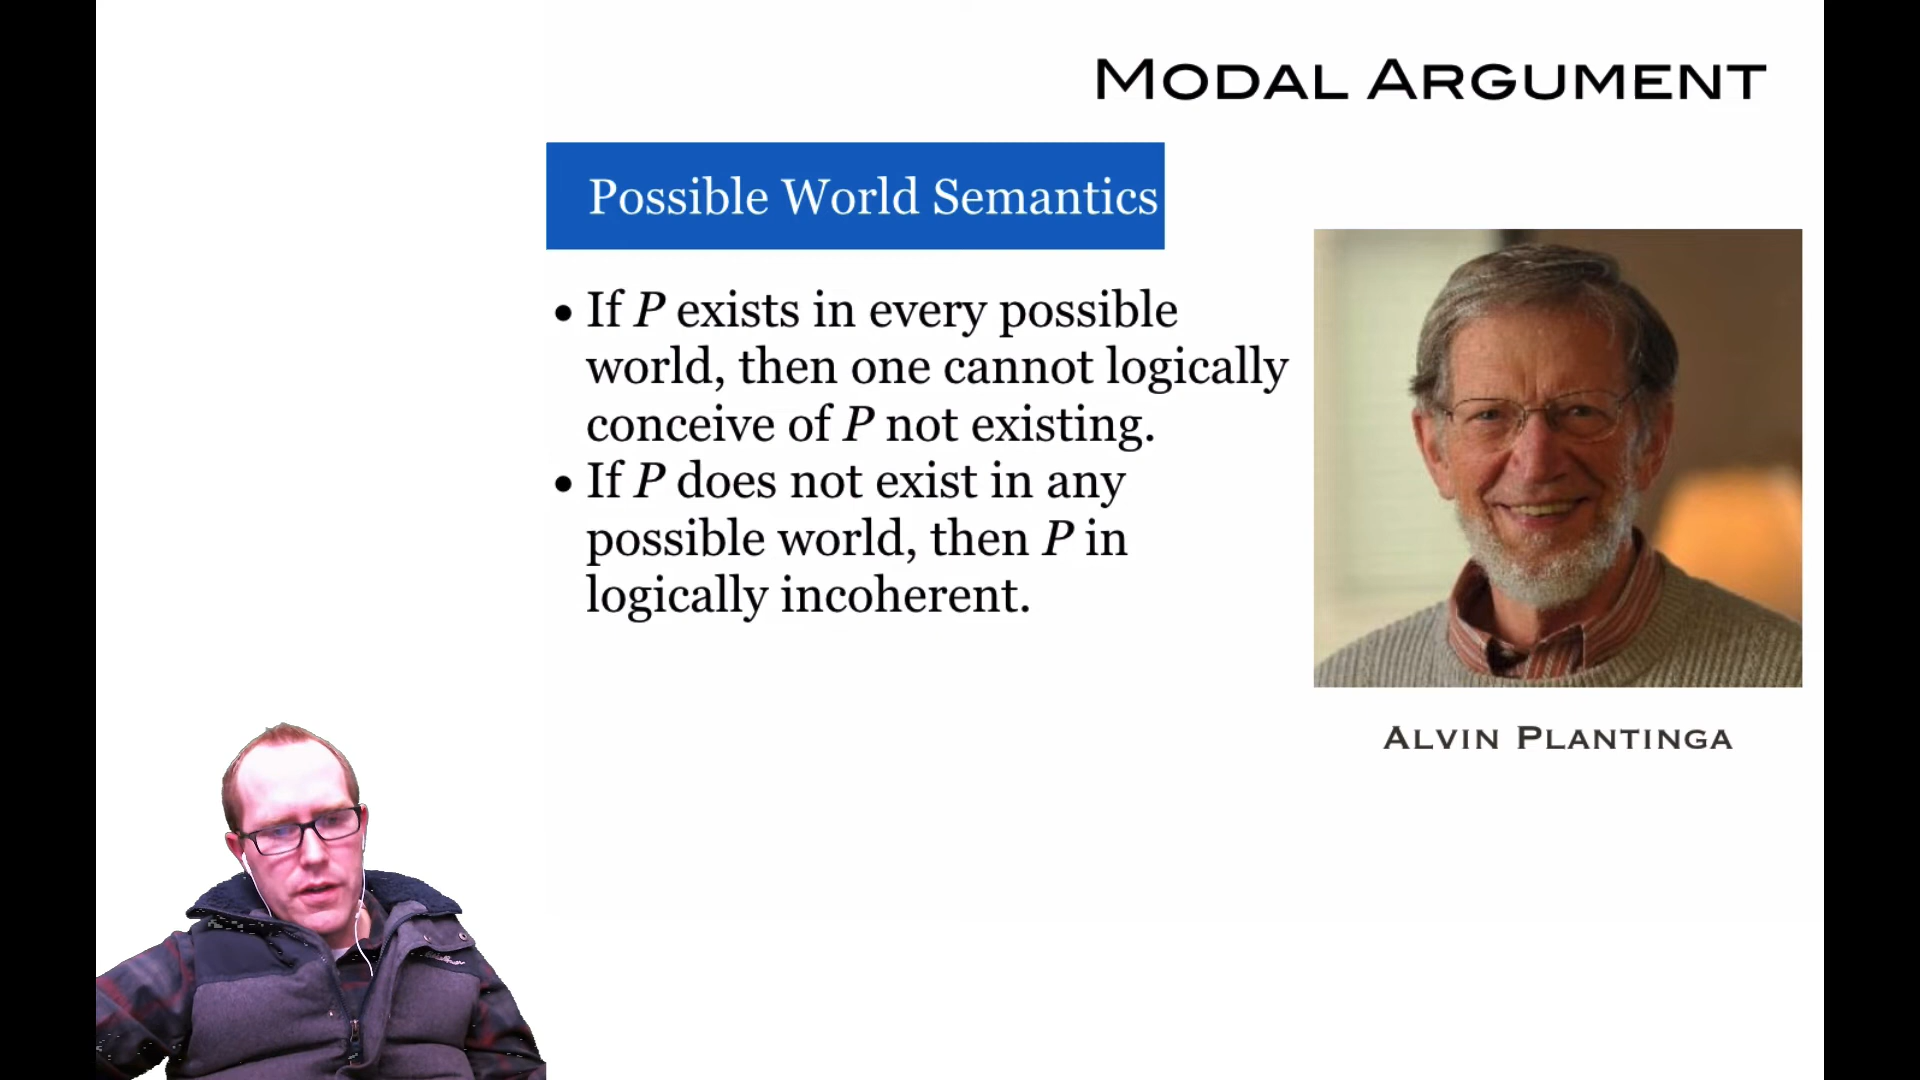 MODAL ARGUMENT
Possible World Semantics
• If P exists in every possible
world, then one cannot logically
conceive of P not existing.
• If P does not exist in any
possible world, then P in
logically incoherent.
ALVIN PLANTINGA